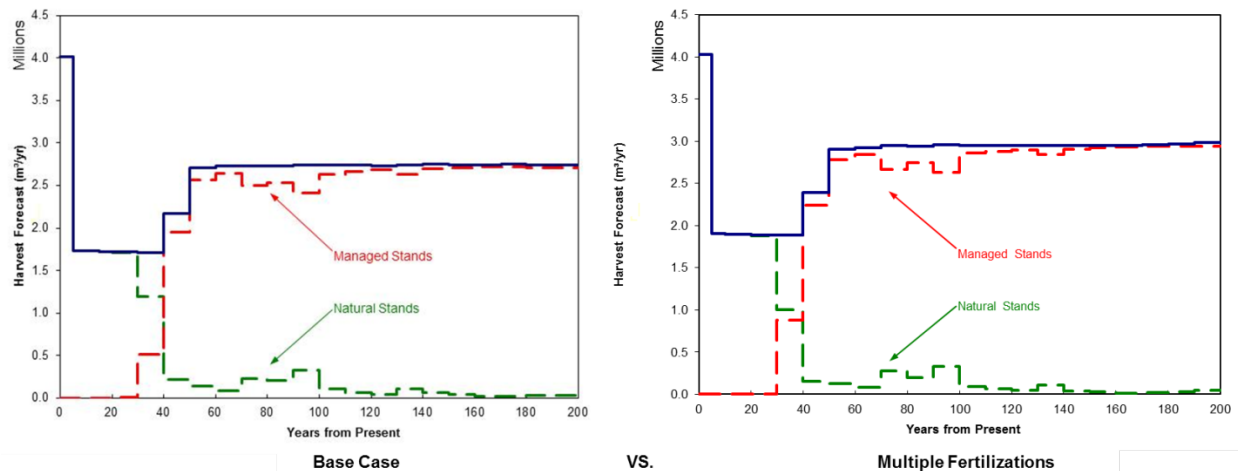 Millions
Harvest Forecast (m³/yr)
4.5
4.0
3.5
3.0
2.5
2.0
1.5
1.0
0.5
0.0
Managed Stands
Natural Stands
0 20 40 60 80 100 120 140 160 180 200
Years from Present
Base Case
VS.
Millions
Harvest Forecast (m³/yr)
4.5
4.0
3.5
3.0
2.5
2.0
1.5
1.0
0.5
0.0
Managed Stands
Natural Stands
0 20 40 60 80 100 120 140 160 180 200
Years from Present
Multiple Fertilizations